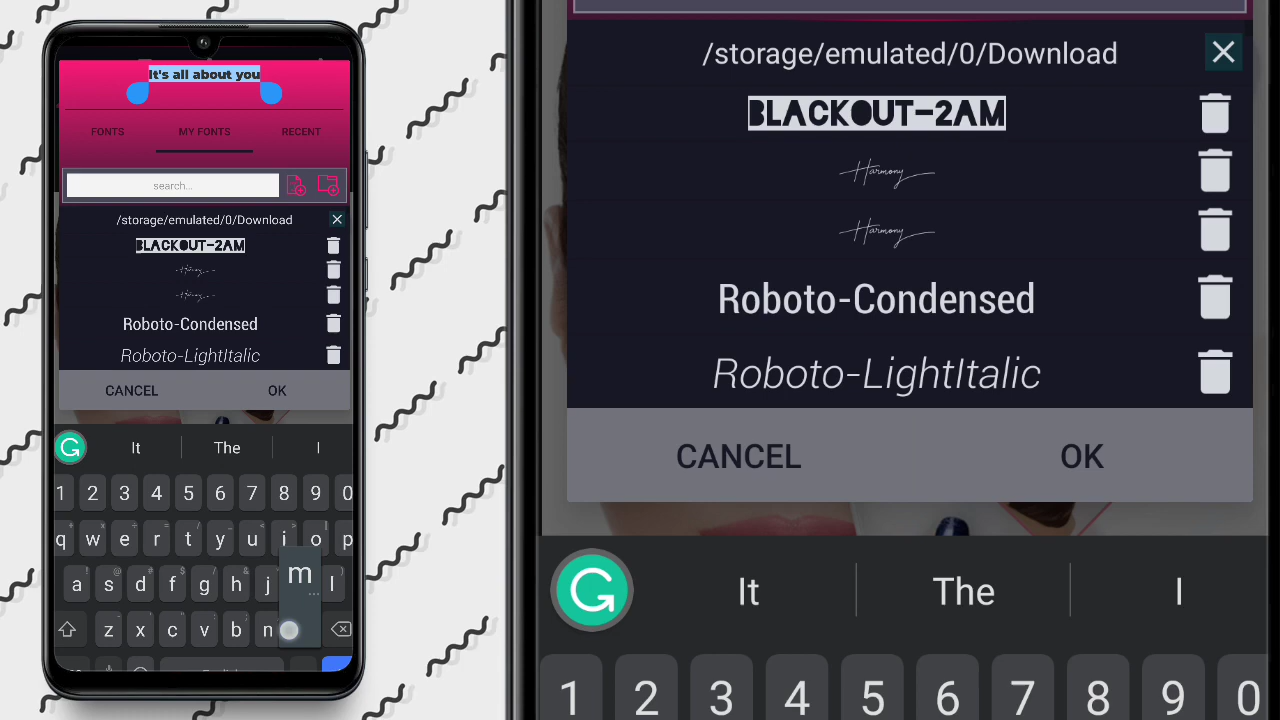 It's all about you
FONTS MY FONTS RECENT
search...
/storage/emulated/0/Download
BLACKOUT-2AM
Harmony
Harmony
Roboto-Condensed
Roboto-LightItalic
CANCEL OK
It The I
1 2 3 4 5 6 7 8 9 0
q w e r t y u i o p
a s d f g h j m l
z x c v b n
/storage/emulated/0/Download
BLACKOUT-2AM
Harmony
Harmony
Roboto-Condensed
Roboto-LightItalic
CANCEL OK
G It The I
1 2 3 4 5 6 7 8 9 0